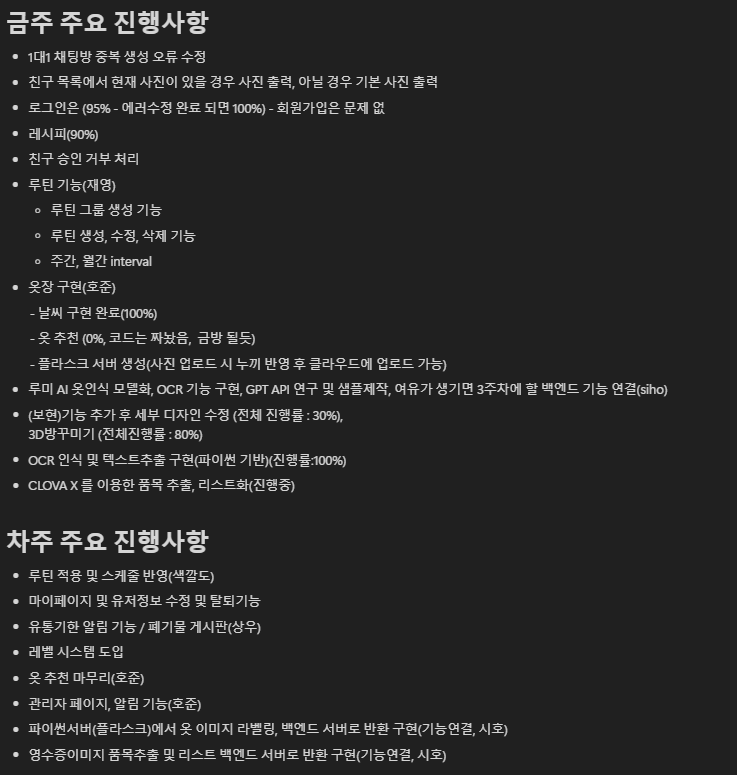 금주 주요 진행사항
1대1 채팅방 중복 생성 오류 수정
친구 목록에서 현재 사진이 있을 경우 사진 출력, 아닐 경우 기본 사진 출력
로그인은 (95% - 에러수정 완료 되면 100%) - 회원가입은 문제 없
레시피(90%)
친구 승인 거부 처리
루틴 기능(재영)
루틴 그룹 생성 기능
루틴 생성, 수정, 삭제 기능
주간, 월간 interval
옷장 구현(호준)
- 날씨 구현 완료(100%)
- 옷 추천 (0%, 코드는 짜놨음, 금방 될듯)
- 플라스크 서버 생성(사진 업로드 시 누끼 반영 후 클라우드에 업로드 가능)
루미 AI 옷인식 모델화, OCR 기능 구현, GPT API 연구 및 샘플제작, 여유가 생기면 3주차에 할 백엔드 기능 연결(siho)
(보현)기능 추가 후 세부 디자인 수정 (전체 진행률 : 30%),
3D방꾸미기 (전체진행률 : 80%)
OCR 인식 및 텍스트추출 구현(파이썬 기반)(진행률:100%)
CLOVA X 를 이용한 품목 추출, 리스트화(진행중)
차주 주요 진행사항
루틴 적용 및 스케줄 반영(색깔도)
마이페이지 및 유저정보 수정 및 탈퇴기능
유통기한 알림 기능 / 폐기물 게시판(상우)
레벨 시스템 도입
옷 추천 마무리(호준)
관리자 페이지, 알림 기능(호준)
파이썬서버(플라스크)에서 옷 이미지 라벨링, 백엔드 서버로 반환 구현(기능연결, 시호)
영수증이미지 품목추출 및 리스트 백엔드 서버로 반환 구현(기능연결, 시호)